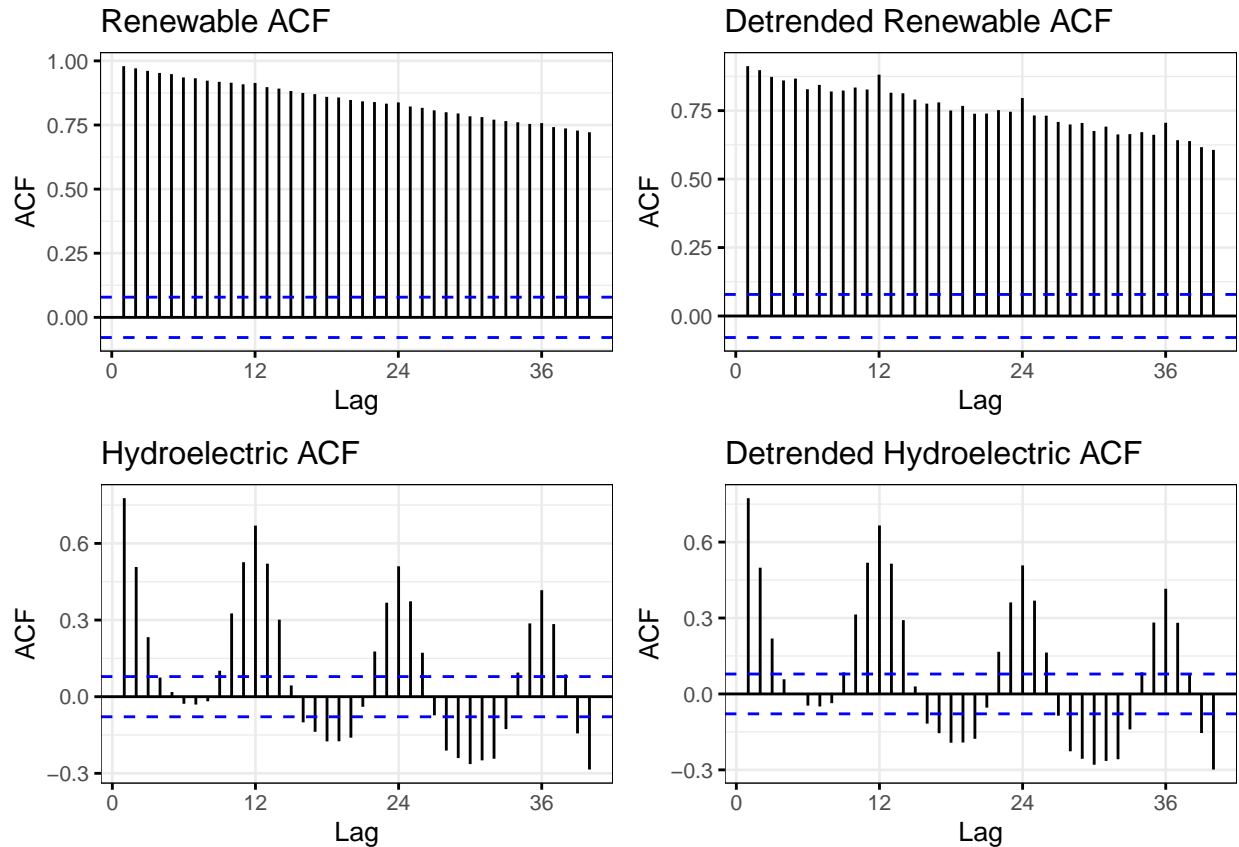 Renewable ACF
1.00
0.75
0.50
0.25
0.00
ACF
0 12 24 36
Lag
Detrended Renewable ACF
0.75
0.50
0.25
0.00
ACF
0 12 24 36
Lag
Hydroelectric ACF
0.6
0.3
0.0
−0.3
ACF
0 12 24 36
Lag
Detrended Hydroelectric ACF
0.6
0.3
0.0
−0.3
ACF
0 12 24 36
Lag